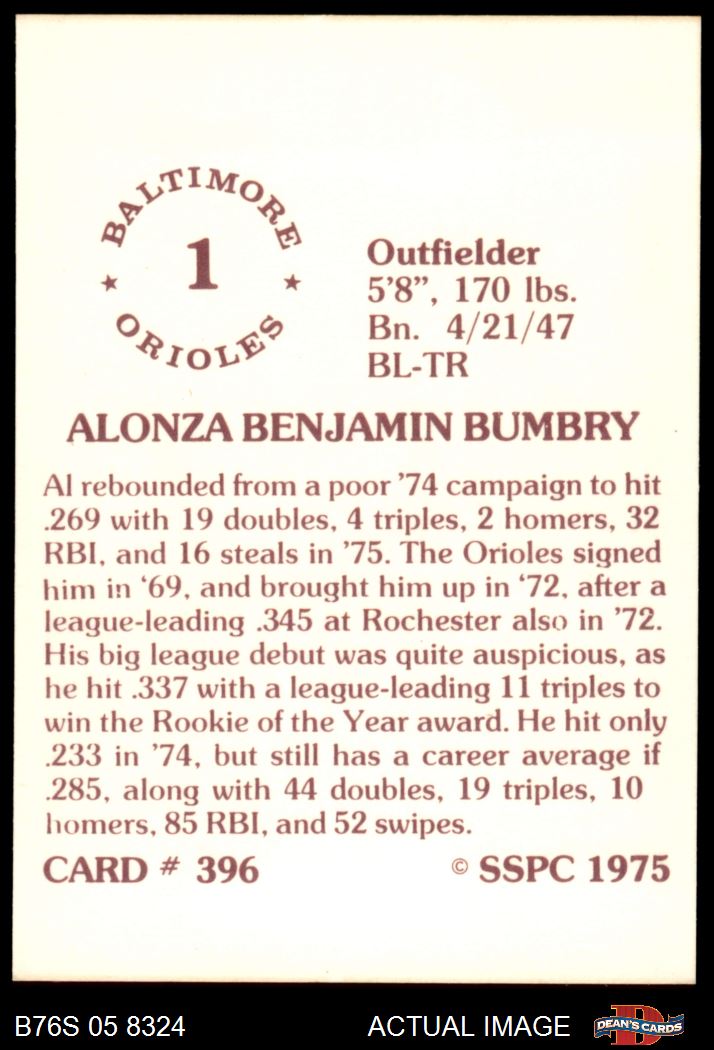 BALTIMORE
1
ORIOLES
Outfielder
5'8”, 170 lbs.
Bn. 4/21/47
BL-TR
ALONZA BENJAMIN BUMBRY
Al rebounded from a poor ’74 campaign to hit
.269 with 19 doubles, 4 triples, 2 homers, 32
RBI, and 16 steals in ’75. The Orioles signed
him in ‘69, and brought him up in ‘72, after a
league-leading .345 at Rochester also in ’72.
His big league debut was quite auspicious, as
he hit .337 with a league-leading 11 triples to
win the Rookie of the Year award. He hit only
.233 in ’74, but still has a career average if
.285, along with 44 doubles, 19 triples, 10
homers, 85 RBI, and 52 swipes.
CARD # 396 © SSPC 1975
B76S 05 8324 ACTUAL IMAGE D DEAN'S CARDS